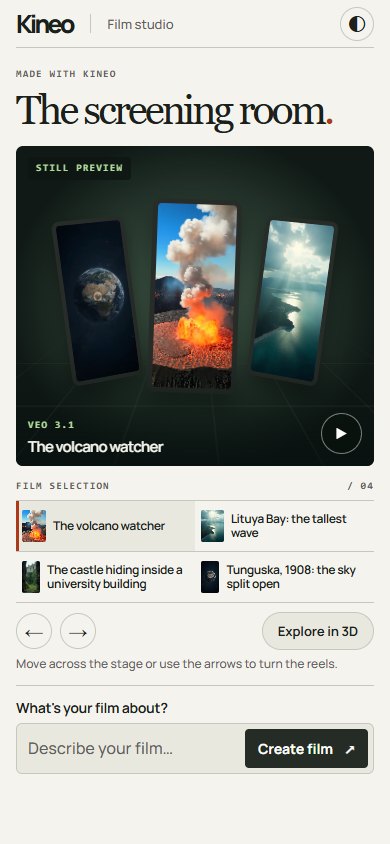 Kineo
Film studio
MADE WITH KINEO
The screening room.
STILL PREVIEW
VEO 3.1
The volcano watcher
FILM SELECTION
/ 04
The volcano watcher
Lituya Bay: the tallest
wave
The castle hiding inside a
university building
Tunguska, 1908: the sky
split open
← →
Explore in 3D
Move across the stage or use the arrows to turn the reels.
What's your film about?
Describe your film...
Create film ↗